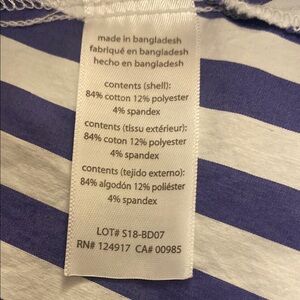 made in bangladesh
fabriqué en bangladesh
hecho en bangladesh
contents (shell):
84% cotton 12% polyester
4% spandex
contents (tissu extérieur):
84% coton 12% polyester
4% spandex
contents (tejido externo):
84% algodón 12% poliéster
4% spandex
LOT# S18-BD07
RN# 124917 CA# 00985